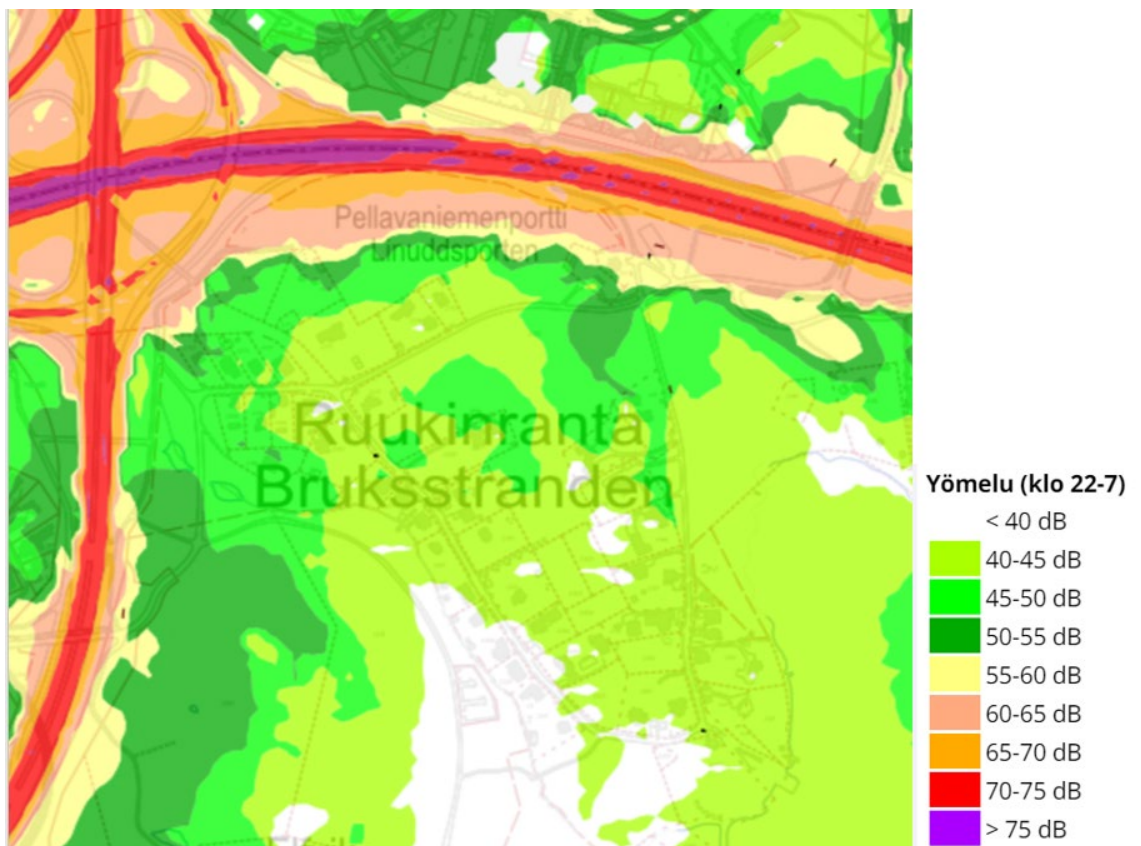 Pellavaniemenportti
Linuddsporten
Ruukinranta
Bruksstranden
Yömelu (klo 22-7)
< 40 dB
40-45 dB
45-50 dB
50-55 dB
55-60 dB
60-65 dB
65-70 dB
70-75 dB
> 75 dB